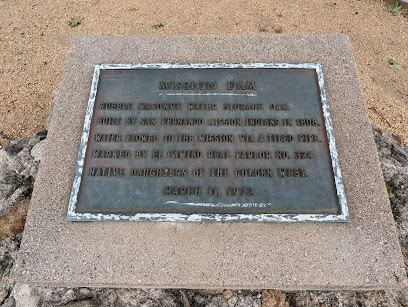 MISSION DAM
RUBBLE MASONRY WATER STORAGE DAM
BUILT BY SAN FERNANDO MISSION INDIANS IN 1808.
WATER FLOWED TO THE MISSION VIA A TILED PIPE.
MARKED BY EL CAMINO REAL PARLOR NO. 324
NATIVE DAUGHTERS OF THE GOLDEN WEST.
MARCH 11, 1972